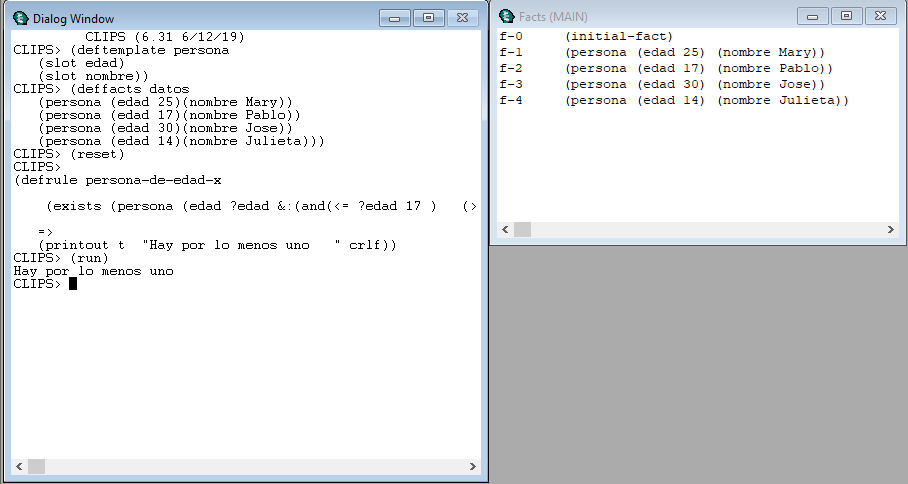 Dialog Window
CLIPS (6.31 6/12/19)
CLIPS> (deftemplate persona
(slot edad)
(slot nombre))
CLIPS> (deffacts datos
(persona (edad 25)(nombre Mary))
(persona (edad 17)(nombre Pablo))
(persona (edad 30)(nombre Jose))
(persona (edad 14)(nombre Julieta)))
CLIPS> (reset)
CLIPS>
(defrule persona-de-edad-x
(exists (persona (edad ?edad &:(and(<= ?edad 17 )   (>
=>
(printout t  "Hay por lo menos uno   " crlf))
CLIPS> (run)
Hay por lo menos uno
CLIPS>
Facts (MAIN)
f-0     (initial-fact)
f-1     (persona (edad 25) (nombre Mary))
f-2     (persona (edad 17) (nombre Pablo))
f-3     (persona (edad 30) (nombre Jose))
f-4     (persona (edad 14) (nombre Julieta))